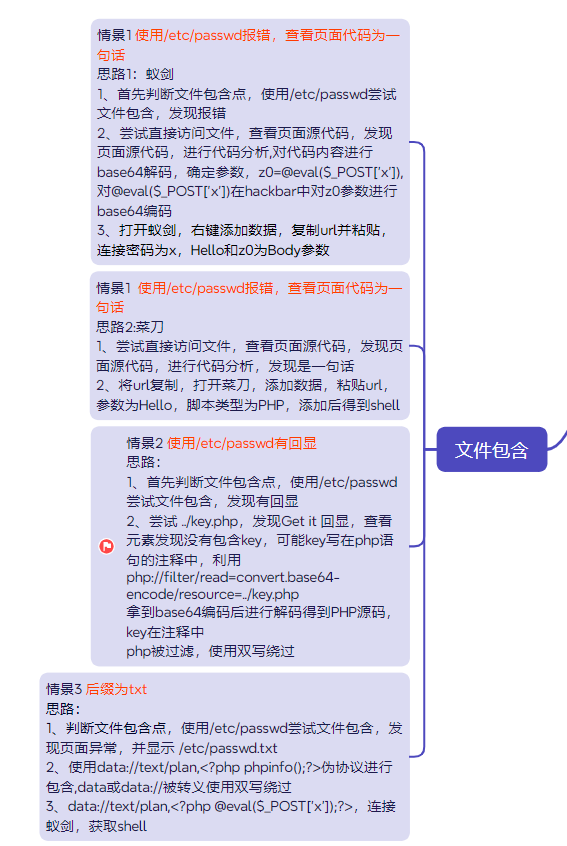 情景1 使用/etc/passwd报错，查看页面代码为一
句话
思路1：蚁剑
1、首先判断文件包含点，使用/etc/passwd尝试
文件包含，发现报错
2、尝试直接访问文件，查看页面源代码，发现
页面源代码，进行代码分析,对代码内容进行
base64解码，确定参数，z0=@eval($_POST['x']),
对@eval($_POST['x'])在hackbar中对z0参数进行
base64编码
3、打开蚁剑，右键添加数据，复制url并粘贴，
连接密码为x，Hello和z0为Body参数
情景1 使用/etc/passwd报错，查看页面代码为一
句话
思路2:菜刀
1、尝试直接访问文件，查看页面源代码，发现页
面源代码，进行代码分析，发现是一句话
2、将url复制，打开菜刀，添加数据，粘贴url，
参数为Hello，脚本类型为PHP，添加后得到shell
情景2 使用/etc/passwd有回显
思路：
1、首先判断文件包含点，使用/etc/passwd
尝试文件包含，发现有回显
2、尝试 ../key.php，发现Get it 回显，查看
元素发现没有包含key，可能key写在php语
句的注释中，利用
php://filter/read=convert.base64-
encode/resource=../key.php
拿到base64编码后进行解码得到PHP源码，
key在注释中
php被过滤，使用双写绕过
情景3 后缀为txt
思路：
1、判断文件包含点，使用/etc/passwd尝试文件包含，发
现页面异常，并显示 /etc/passwd.txt
2、使用data://text/plan,<?php phpinfo();?>伪协议进行
包含,data或data://被转义使用双写绕过
3、data://text/plan,<?php @eval($_POST['x']);?>，连接
蚁剑，获取shell
文件包含